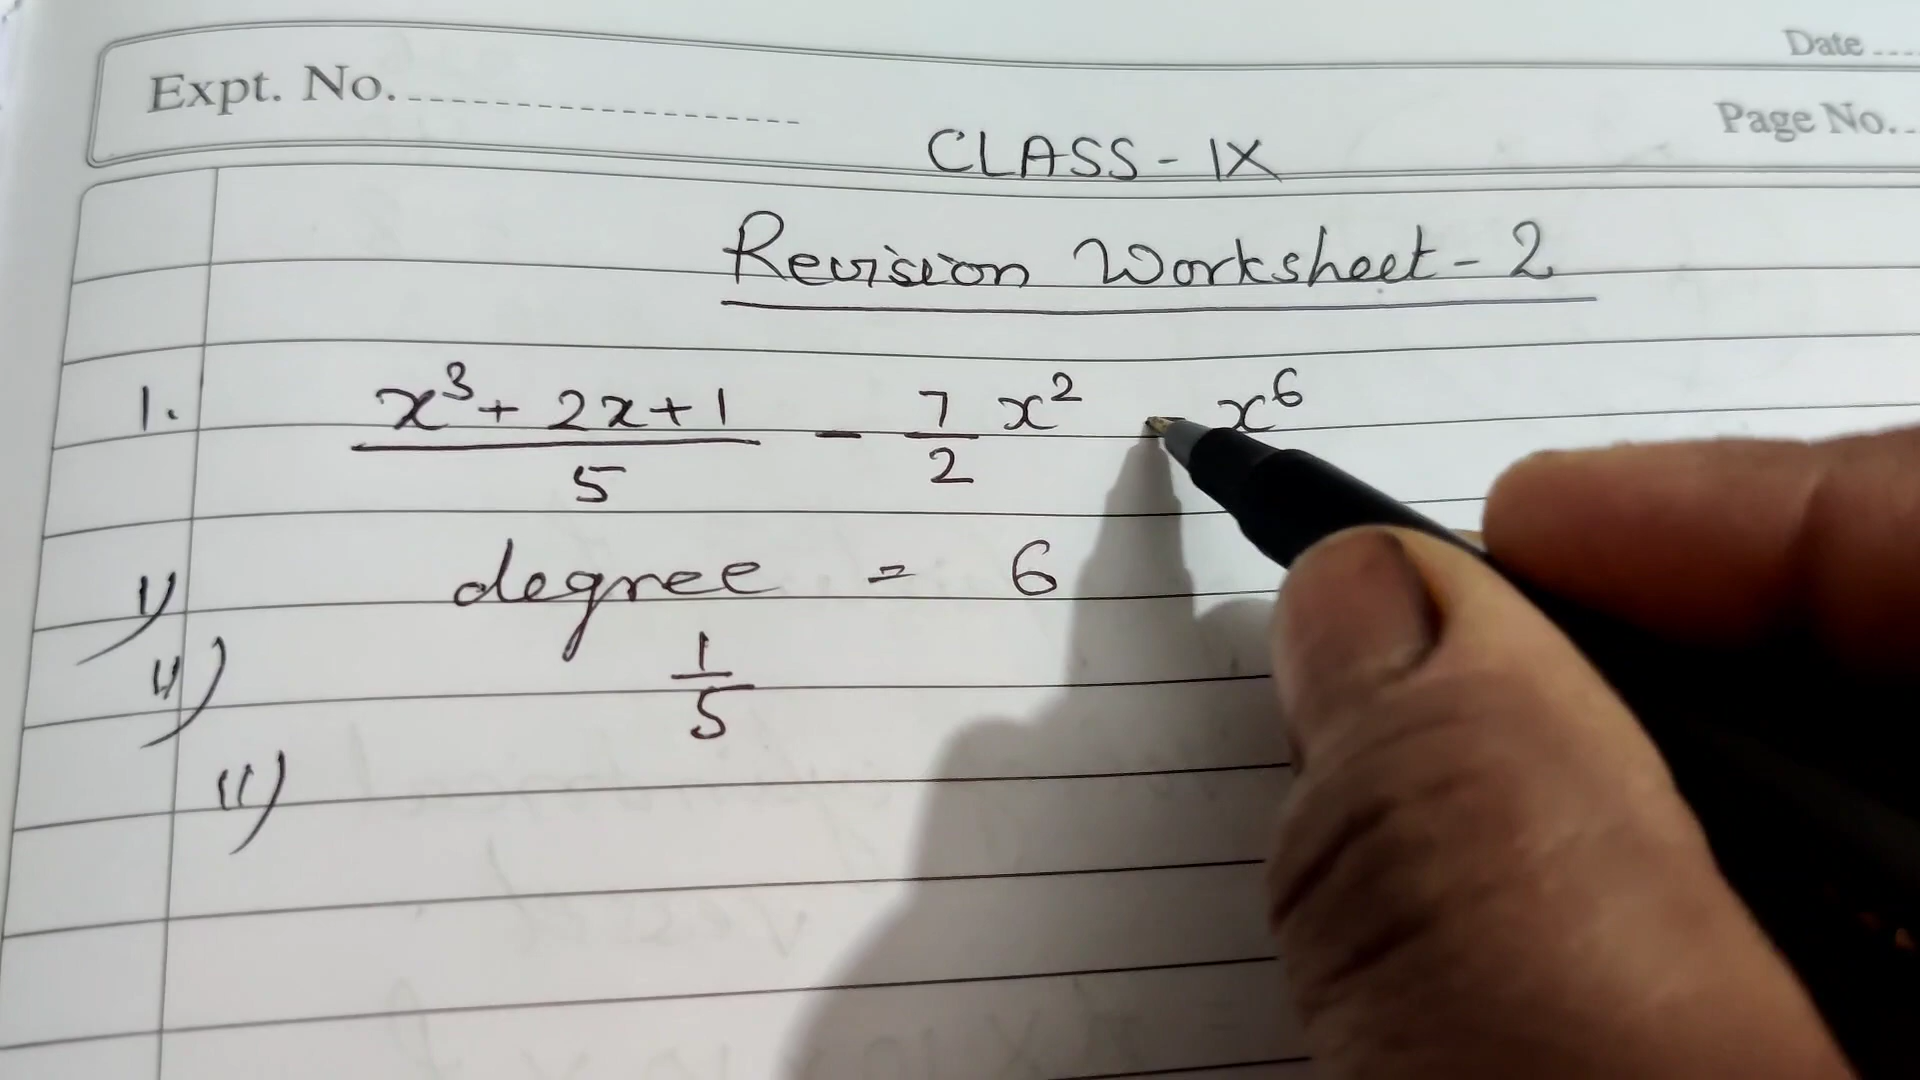 Date ....
Expt. No. ....................
Page No. ..
CLASS - IX
Revision Worksheet - 2
1. (x³ + 2x + 1)/5 - 7/2 x² x⁶
i) degree = 6
ii) 1/5
ii)